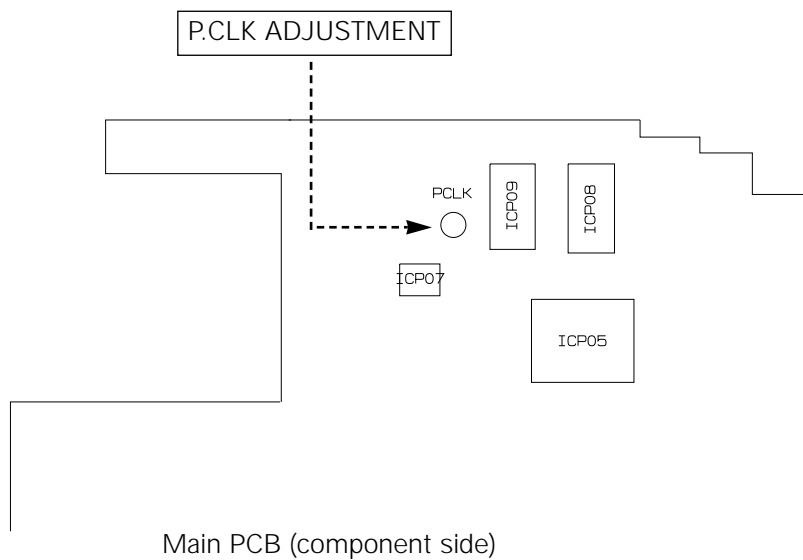 P.CLK ADJUSTMENT
PCLK
ICP09
ICP08
ICP07
ICP05
Main PCB (component side)